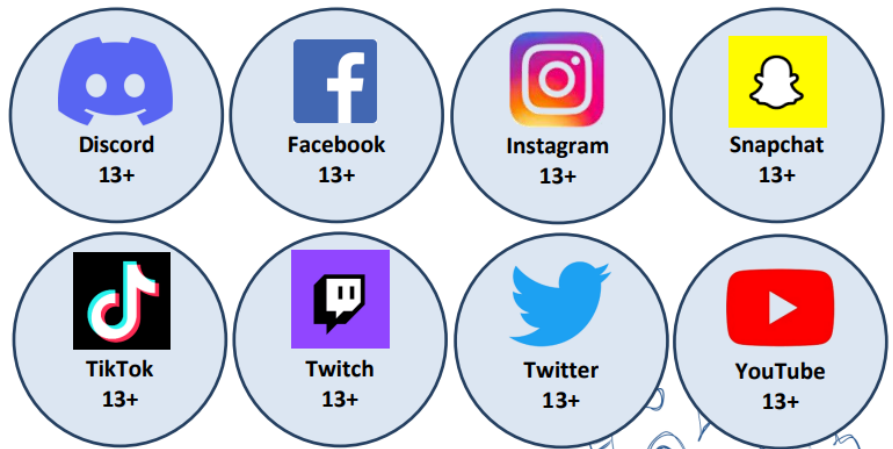 Discord
13+
Facebook
13+
Instagram
13+
Snapchat
13+
TikTok
13+
Twitch
13+
Twitter
13+
YouTube
13+